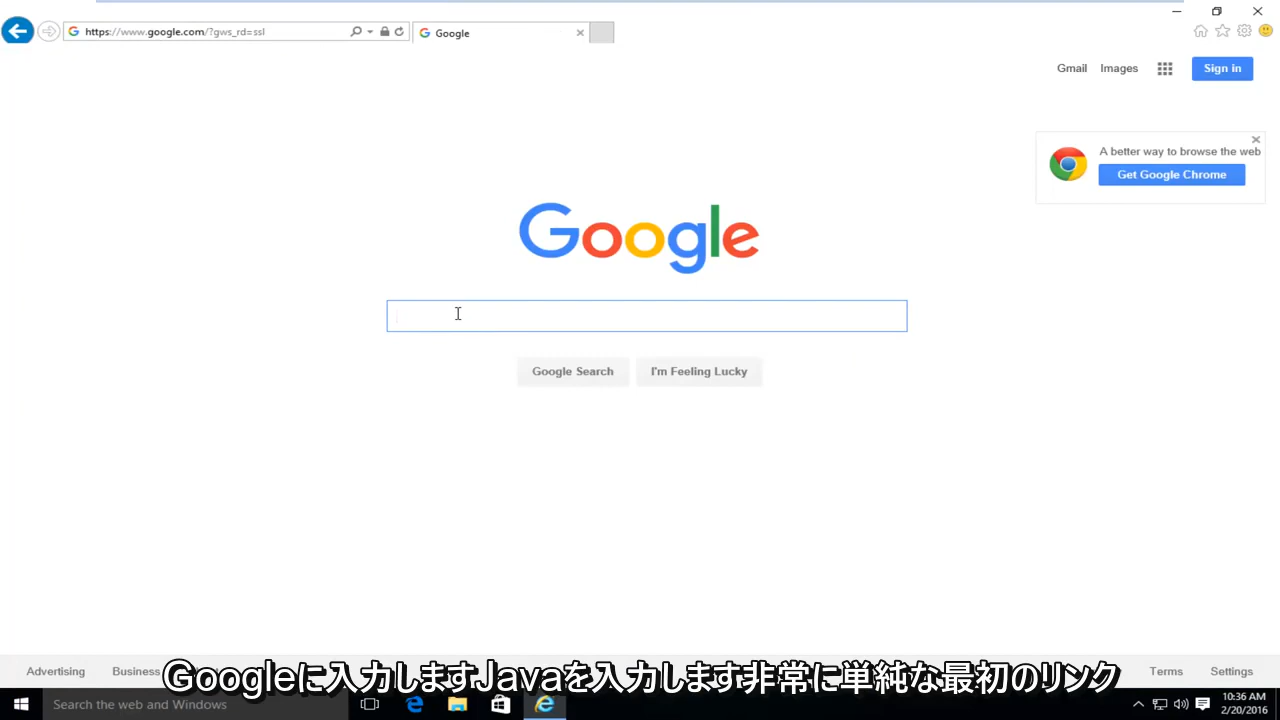 https://www.google.com/?gws_rd=ssl
Google
Gmail
Images
Sign in
A better way to browse the web
Get Google Chrome
Google
Google Search
I'm Feeling Lucky
Advertising
Business
Terms
Settings
Googleに入力しますJavaを入力します非常に単純な最初のリンク
Search the web and Windows
10:36 AM
2/20/2016